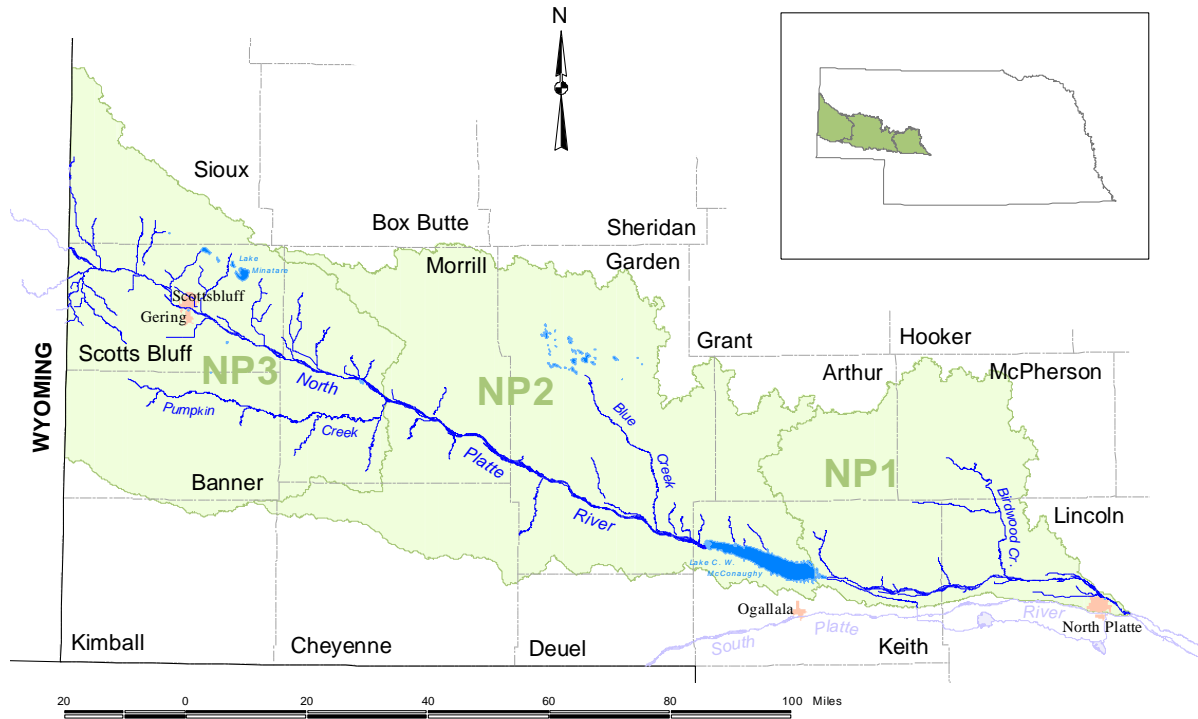 N
Sioux
Box Butte
Sheridan
Morrill
Garden
Lake
Minatare
Scottsbluff
Gering
Grant
Hooker
Scotts Bluff
Arthur
McPherson
WYOMING
NP3
North
NP2
Pumpkin
Creek
Blue
Creek
Platte
NP1
Banner
River
Birdwood Cr.
Lincoln
Lake C. W.
McConaughy
Ogallala
River
North Platte
Platte
South
Kimball
Cheyenne
Deuel
Keith
20 0 20 40 60 80 100 Miles